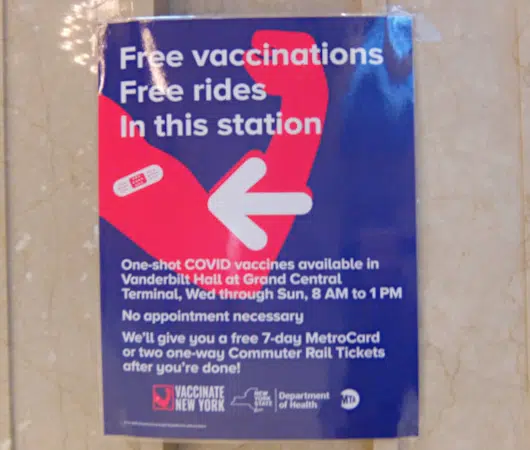 Free vaccinations
Free rides
In this station
One-shot COVID vaccines available in
Vanderbilt Hall at Grand Central
Terminal, Wed through Sun, 8 AM to 1 PM
No appointment necessary
We'll give you a free 7-day MetroCard
or two one-way Commuter Rail Tickets
after you're done!
VACCINATE
NEW YORK
NEW
YORK
STATE
Department
of Health
MTA